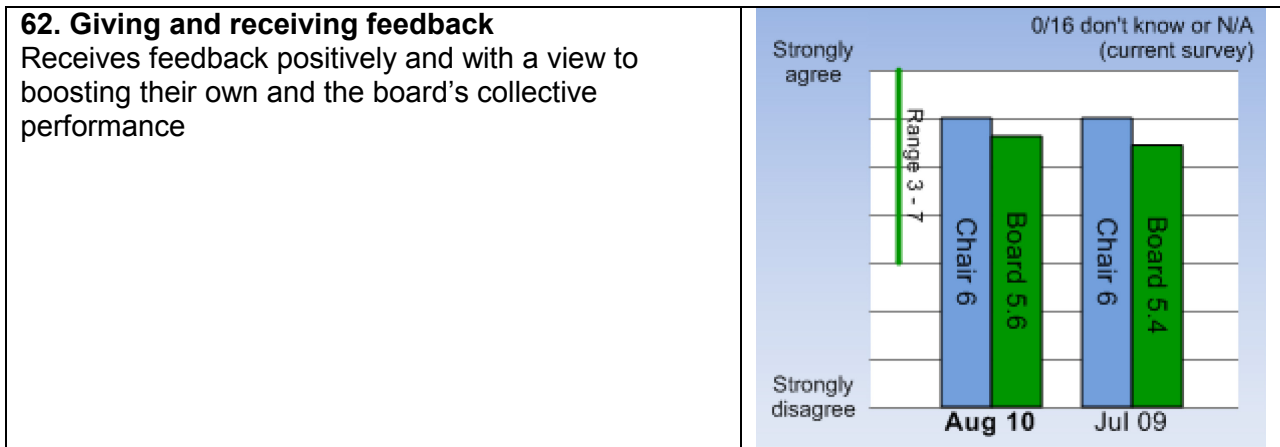 62. Giving and receiving feedback
Receives feedback positively and with a view to
boosting their own and the board’s collective
performance
0/16 don't know or N/A
(current survey)
Strongly
agree
Range 3 - 7
Chair 6
Board 5.6
Chair 6
Board 5.4
Strongly
disagree
Aug 10
Jul 09